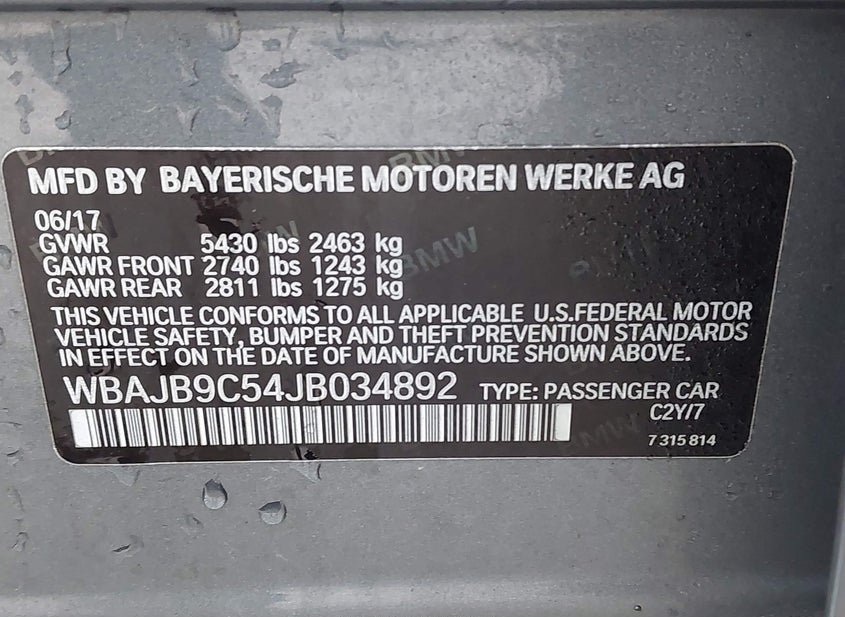 MFD BY BAYERISCHE MOTOREN WERKE AG
06/17
GVWR 5430 lbs 2463 kg
GAWR FRONT 2740 lbs 1243 kg
GAWR REAR 2811 lbs 1275 kg
THIS VEHICLE CONFORMS TO ALL APPLICABLE U.S.FEDERAL MOTOR
VEHICLE SAFETY, BUMPER AND THEFT PREVENTION STANDARDS
IN EFFECT ON THE DATE OF MANUFACTURE SHOWN ABOVE.
WBAJB9C54JB034892 TYPE: PASSENGER CAR
C2Y/7
7 315 814
BMW
BMW
BMW